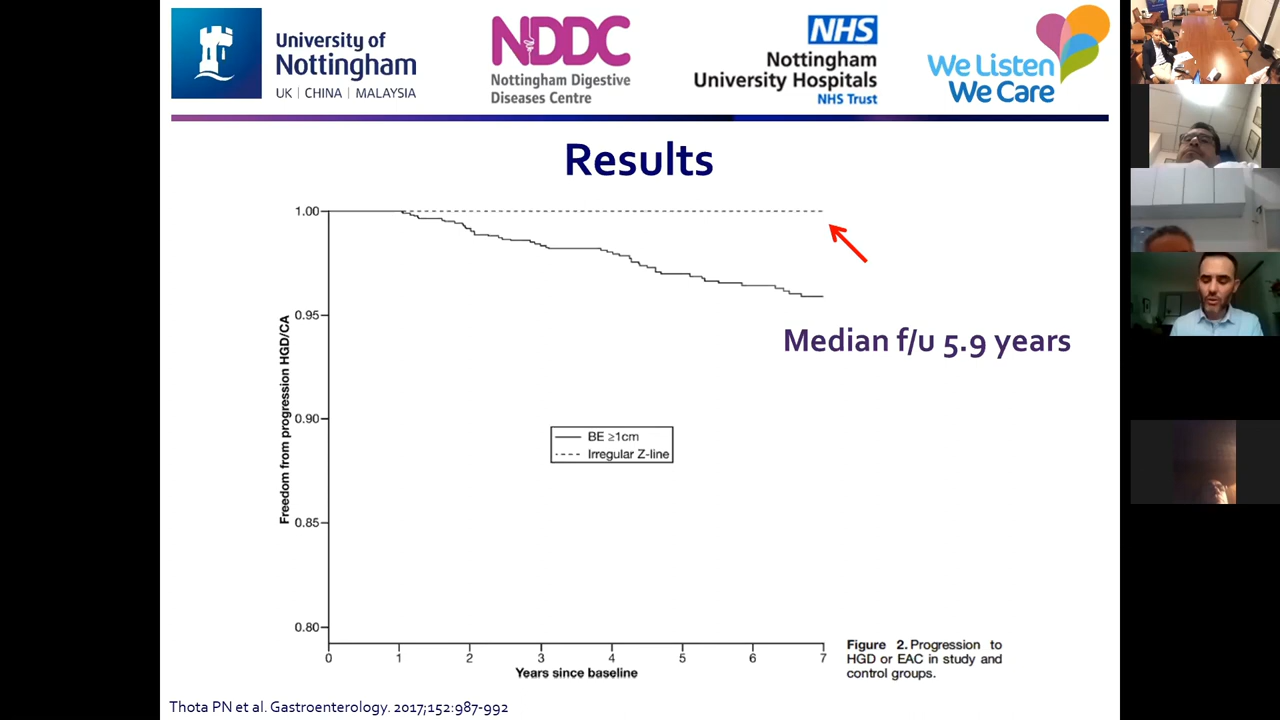 University of
Nottingham
UK | CHINA | MALAYSIA
NDDC
Nottingham Digestive
Diseases Centre
NHS
Nottingham
University Hospitals
NHS Trust
We Listen
We Care
Results
1.00
0.95
0.90
0.85
0.80
Freedom from progression HGD/CA
Median f/u 5.9 years
BE ≥1cm
Irregular Z-line
0 1 2 3 4 5 6 7
Years since baseline
Figure 2. Progression to
HGD or EAC in study and
control groups.
Thota PN et al. Gastroenterology. 2017;152:987-992